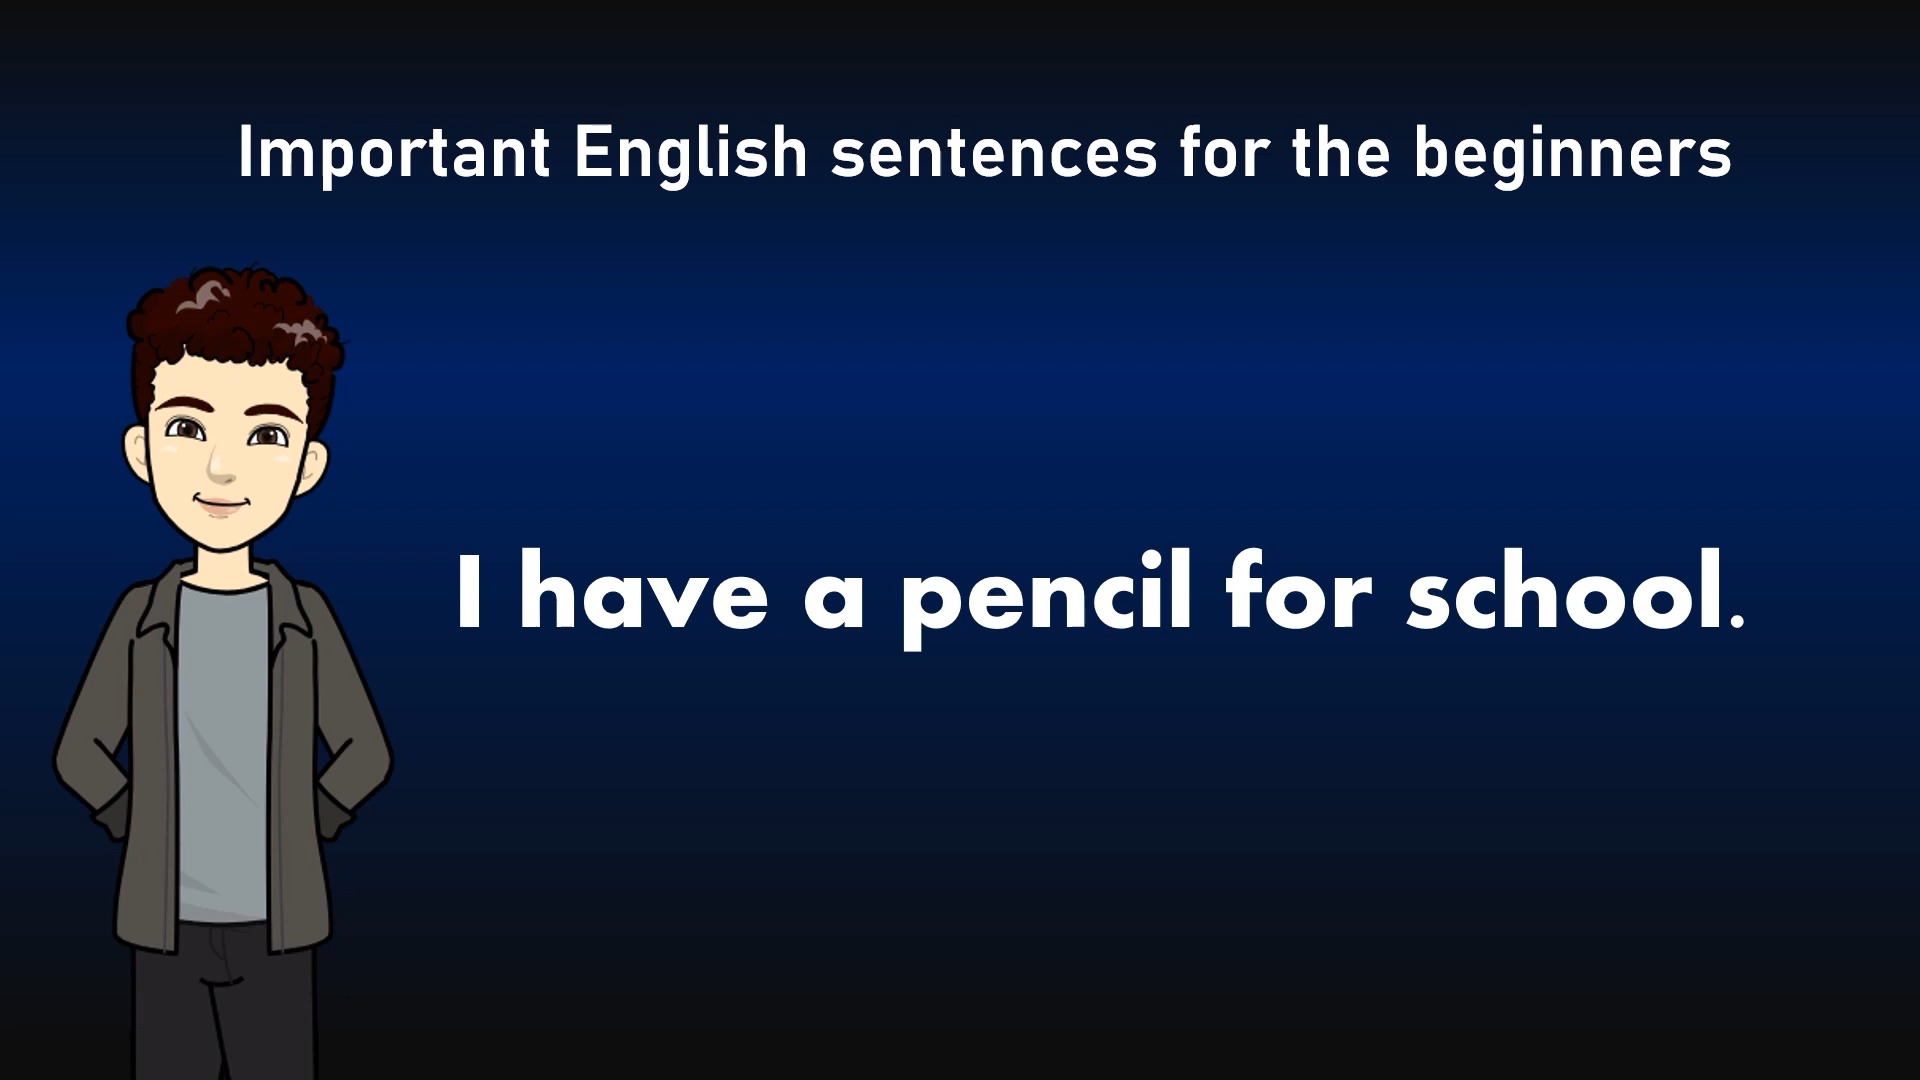 Important English sentences for the beginners
I have a pencil for school.